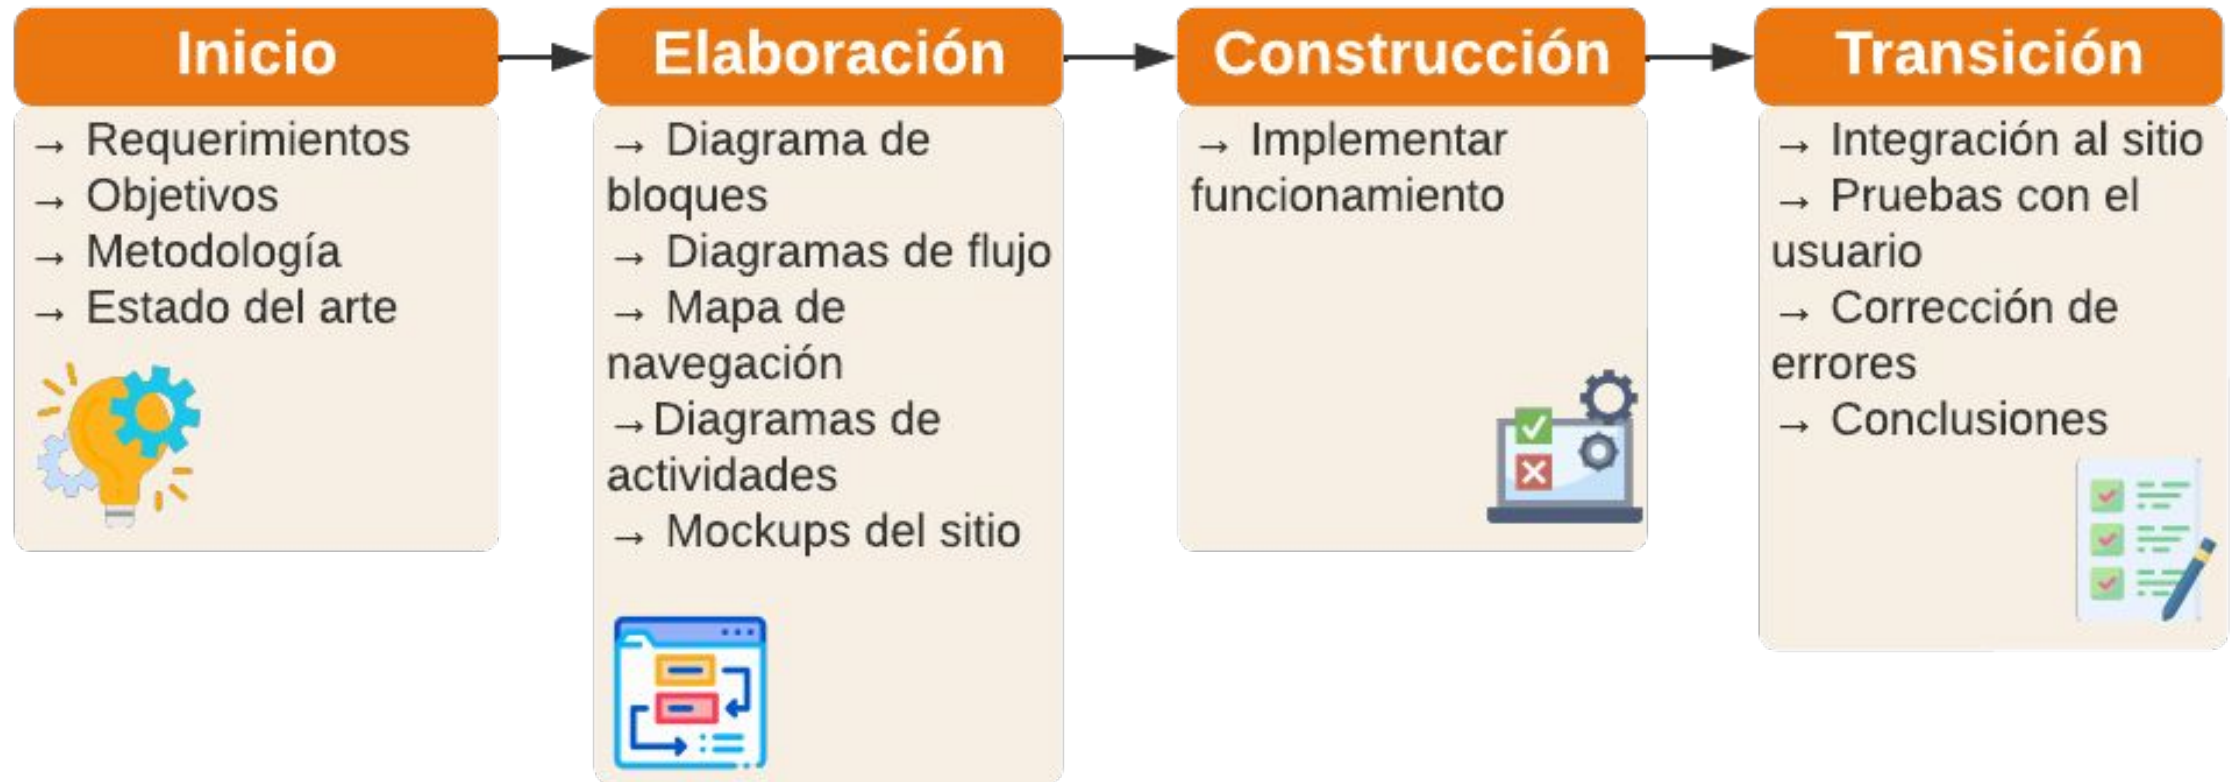 Inicio
→ Requerimientos
→ Objetivos
→ Metodología
→ Estado del arte
Elaboración
→ Diagrama de
bloques
→ Diagramas de flujo
→ Mapa de
navegación
→Diagramas de
actividades
→ Mockups del sitio
Construcción
→ Implementar
funcionamiento
Transición
→ Integración al sitio
→ Pruebas con el
usuario
→ Corrección de
errores
→ Conclusiones